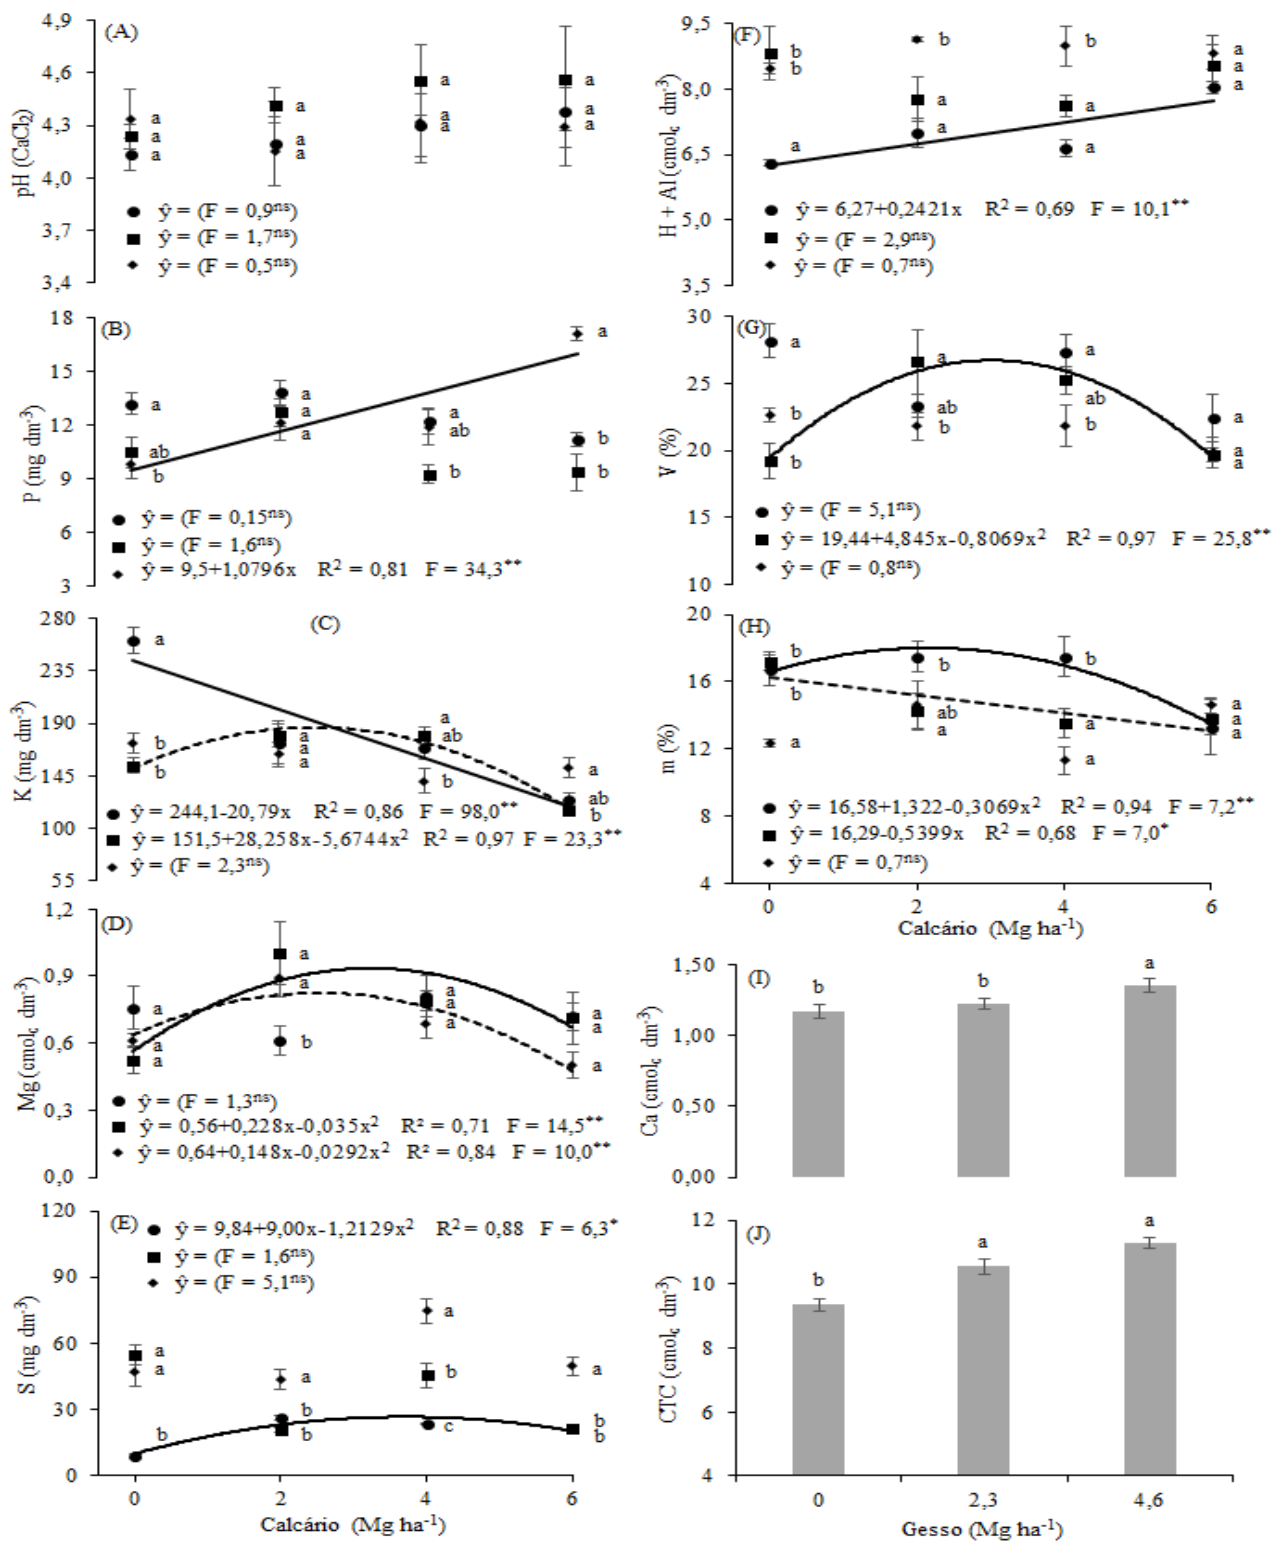 (A)
pH (CaCl₂)
4,9
4,6
4,3
4,0
3,7
3,4
a
a
a
a
a
a
a
a
a
a
a
a
ŷ = (F = 0,9ⁿˢ)
ŷ = (F = 1,7ⁿˢ)
ŷ = (F = 0,5ⁿˢ)
(B)
P (mg dm⁻³)
18
15
12
9
6
3
a
ab
b
a
a
a
a
ab
b
a
b
b
ŷ = (F = 0,15ⁿˢ)
ŷ = (F = 1,6ⁿˢ)
ŷ = 9,5+1,0796x R² = 0,81 F = 34,3**
(C)
K (mg dm⁻³)
280
235
190
145
100
55
a
b
b
a
a
a
a
ab
b
a
ab
b
ŷ = 244,1-20,79x R² = 0,86 F = 98,0**
ŷ = 151,5+28,258x-5,6744x² R² = 0,97 F = 23,3**
ŷ = (F = 2,3ⁿˢ)
(D)
Mg (cmol꜀ dm⁻³)
1,2
0,9
0,6
0,3
0,0
a
a
a
a
a
b
a
a
a
a
a
a
ŷ = (F = 1,3ⁿˢ)
ŷ = 0,56+0,228x-0,035x² R² = 0,71 F = 14,5**
ŷ = 0,64+0,148x-0,0292x² R² = 0,84 F = 10,0**
(E)
S (mg dm⁻³)
120
90
60
30
0
ŷ = 9,84+9,00x-1,2129x² R² = 0,88 F = 6,3*
ŷ = (F = 1,6ⁿˢ)
ŷ = (F = 5,1ⁿˢ)
a
a
b
a
b
b
a
b
c
a
b
b
0 2 4 6
Calcário (Mg ha⁻¹)
(F)
H + Al (cmol꜀ dm⁻³)
9,5
8,0
6,5
5,0
3,5
b
b
a
b
a
a
b
a
a
a
a
a
ŷ = 6,27+0,2421x R² = 0,69 F = 10,1**
ŷ = (F = 2,9ⁿˢ)
ŷ = (F = 0,7ⁿˢ)
(G)
V (%)
30
25
20
15
10
a
b
b
a
ab
b
a
ab
b
a
a
a
ŷ = (F = 5,1ⁿˢ)
ŷ = 19,44+4,845x-0,8069x² R² = 0,97 F = 25,8**
ŷ = (F = 0,8ⁿˢ)
(H)
m (%)
20
16
12
8
4
b
b
a
b
ab
a
b
a
a
a
a
a
ŷ = 16,58+1,322-0,3069x² R² = 0,94 F = 7,2**
ŷ = 16,29-0,5399x R² = 0,68 F = 7,0*
ŷ = (F = 0,7ⁿˢ)
0 2 4 6
Calcário (Mg ha⁻¹)
(I)
Ca (cmol꜀ dm⁻³)
1,50
1,00
0,50
0,00
b
b
a
(J)
CTC (cmol꜀ dm⁻³)
12
10
8
6
4
b
a
a
0 2,3 4,6
Gesso (Mg ha⁻¹)